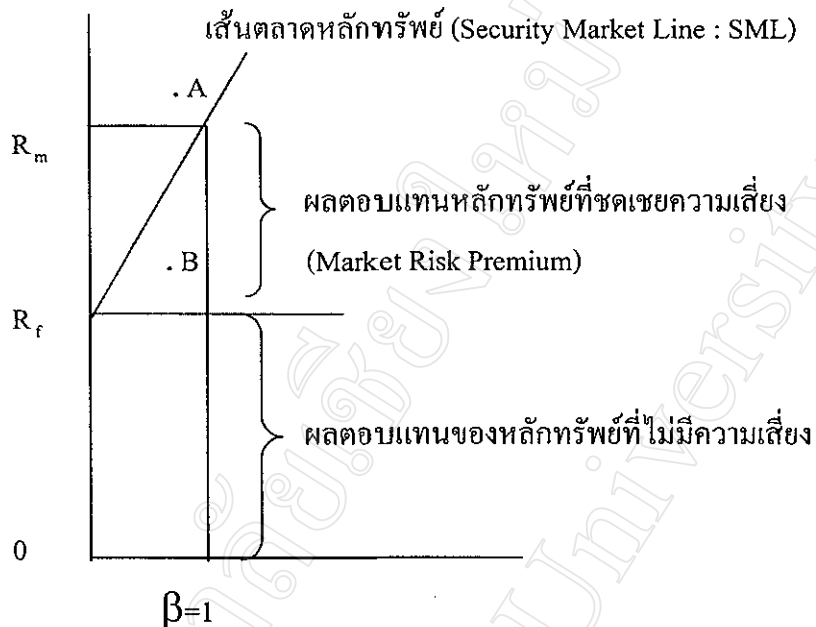 เส้นตลาดหลักทรัพย์ (Security Market Line : SML)
. A
Rm
ผลตอบแทนหลักทรัพย์ที่ชดเชยความเสี่ยง
. B
(Market Risk Premium)
Rf
ผลตอบแทนของหลักทรัพย์ที่ไม่มีความเสี่ยง
0
β=1
University